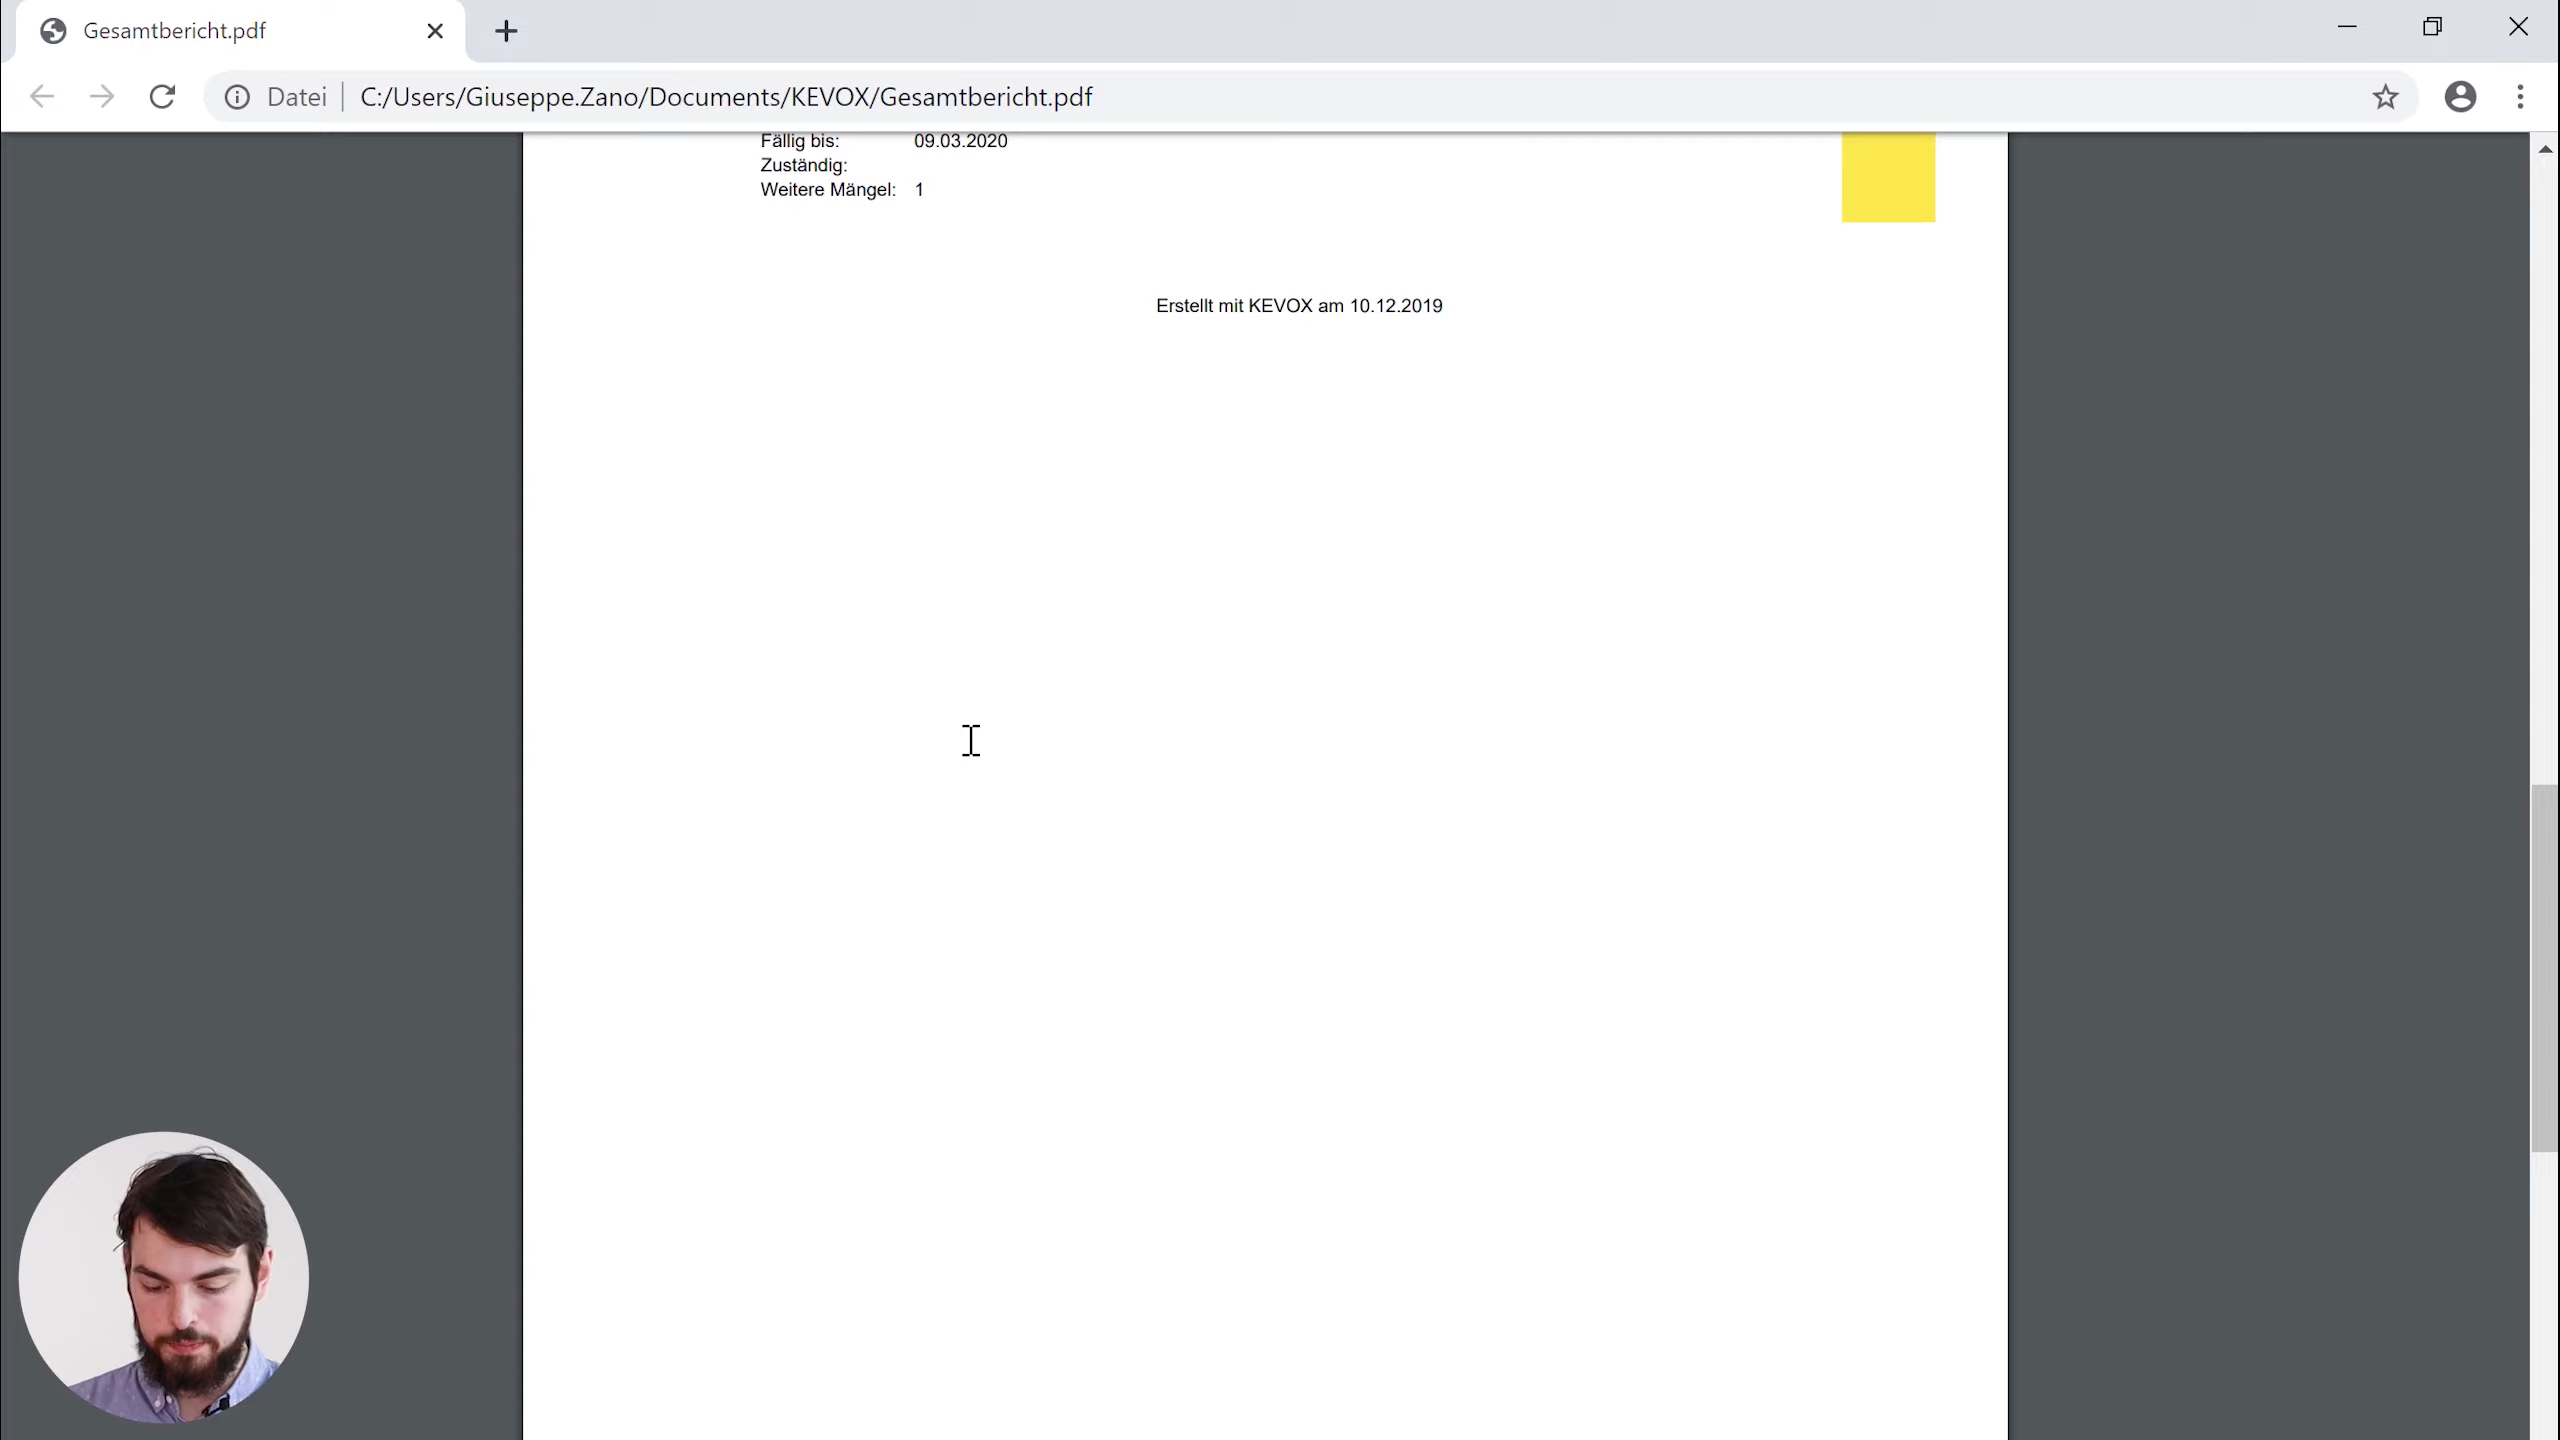 Gesamtbericht.pdf
Datei
C:/Users/Giuseppe.Zano/Documents/KEVOX/Gesamtbericht.pdf
Fällig bis: 09.03.2020
Zuständig:
Weitere Mängel: 1
Erstellt mit KEVOX am 10.12.2019